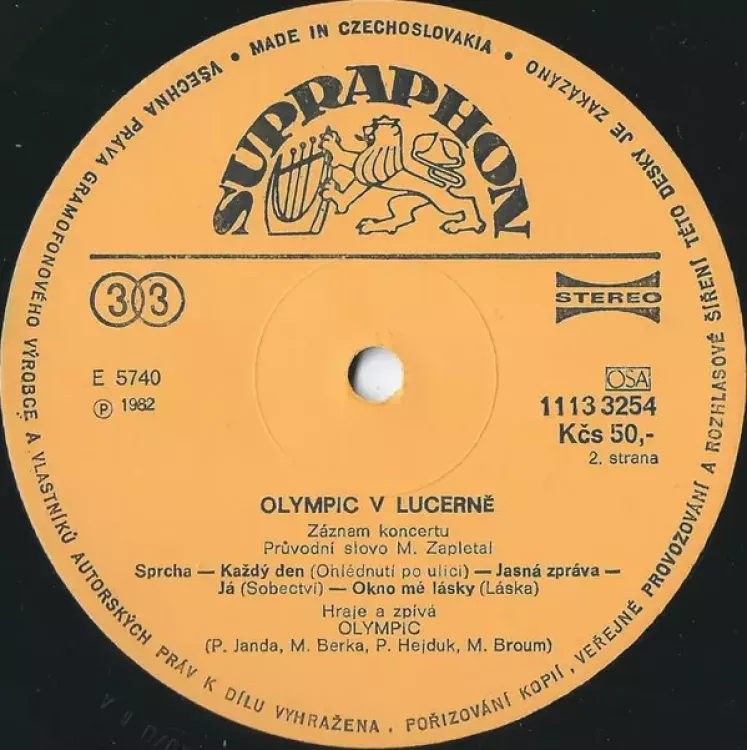 VŠECHNA PRÁVA GRAMOFONOVÉHO VÝROBCE A VLASTNÍKŮ AUTORSKÝCH PRÁV K DÍLU VYHRAŽENA. POŘIZOVÁNÍ KOPIÍ, VEŘEJNÉ PROVOZOVÁNÍ A ROZHLASOVÉ ŠÍŘENÍ TÉTO DESKY JE ZAKÁZÁNO
• MADE IN CZECHOSLOVAKIA •
SUPRAPHON
33
STEREO
E 5740
℗ 1982
OSA
1113 3254
Kčs 50,-
2. strana
OLYMPIC V LUCERNĚ
Záznam koncertu
Průvodní slovo M. Zapletal
Sprcha — Každý den (Ohlédnutí po ulici) — Jasná zpráva —
Já (Sobectví) — Okno mé lásky (Láska)
Hraje a zpívá
OLYMPIC
(P. Janda, M. Berka, P. Hejduk, M. Broum)